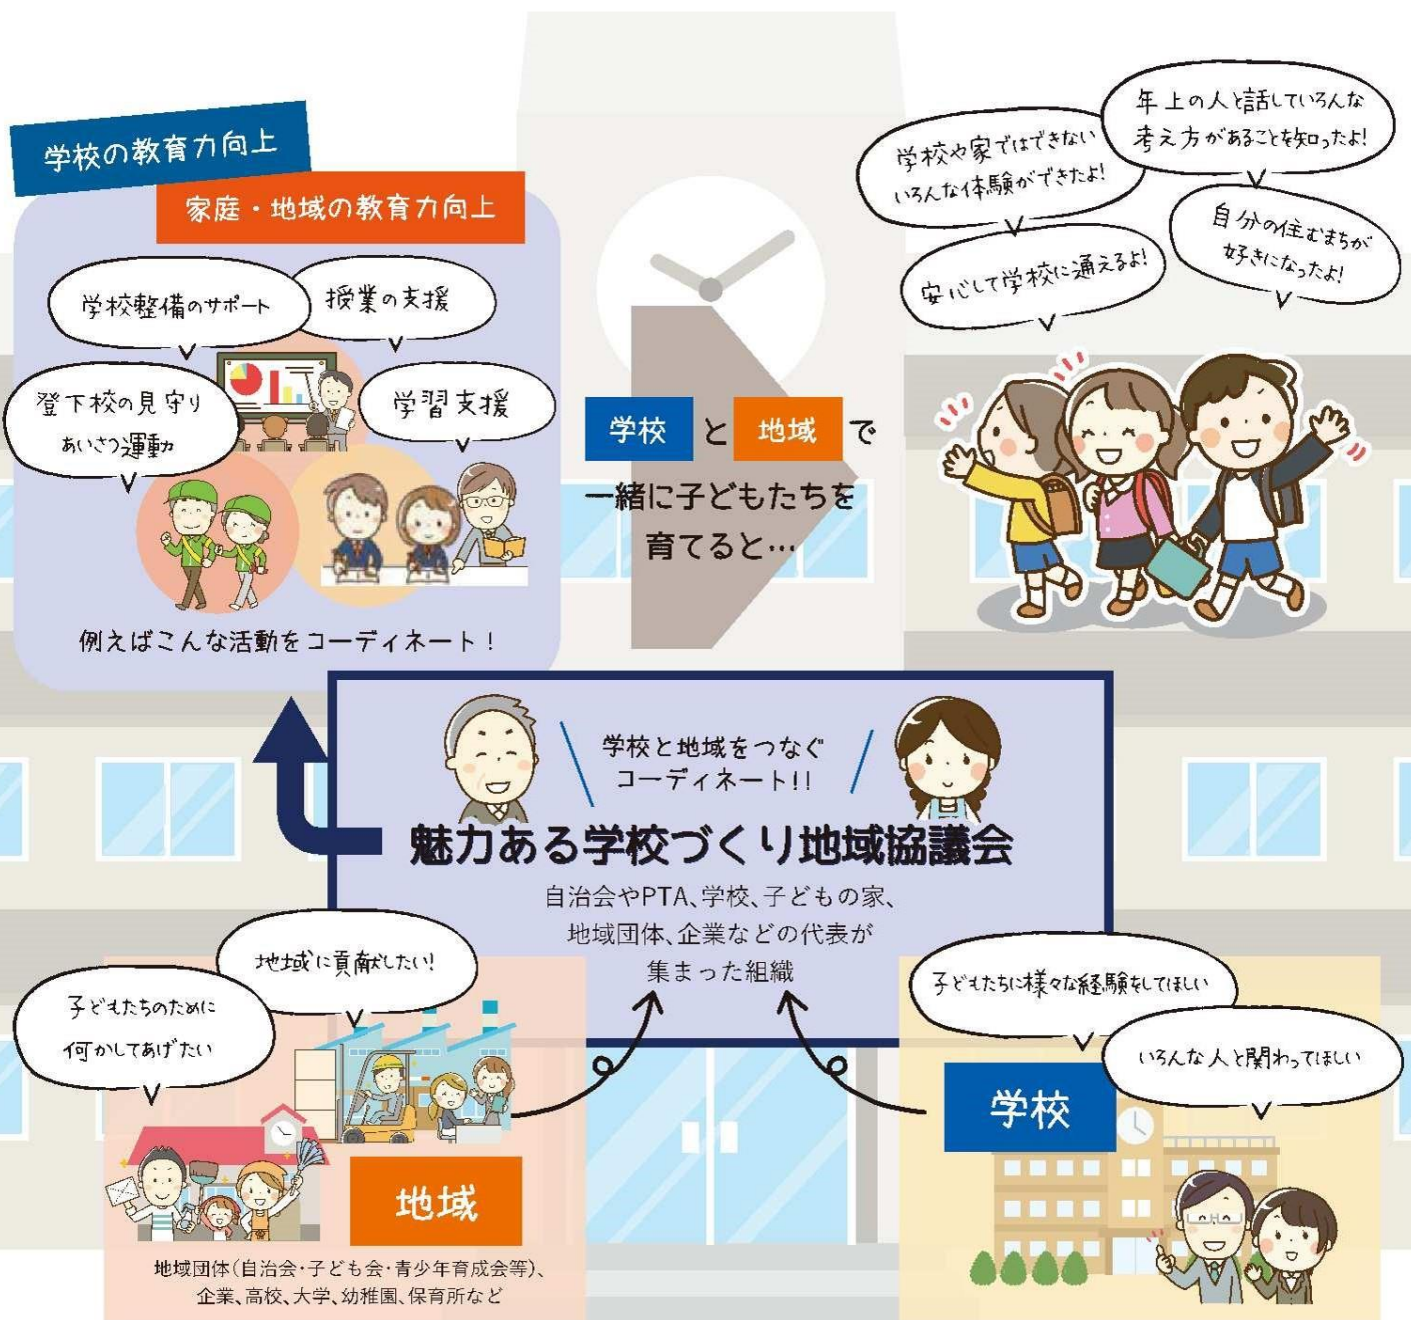 学校の教育力向上
家庭・地域の教育力向上
学校整備のサポート
授業の支援
登下校の見守り
あいさつ運動
学習支援
例えばこんな活動をコーディネート！
学校と地域で
一緒に子どもたちを
育てると…
学校や家ではできない
いろんな体験ができたよ!
年上の人と話していろんな
考え方があることを知ったよ!
安心して学校に通えるよ!
自分の住むまちが
好きになったよ!
学校と地域をつなぐ
コーディネート!!
魅力ある学校づくり地域協議会
自治会やPTA、学校、子どもの家、
地域団体、企業などの代表が
集まった組織
地域に貢献したい!
子どもたちのために
何かしてあげたい
地域
地域団体(自治会・子ども会・青少年育成会等)、
企業、高校、大学、幼稚園、保育所など
子どもたちに様々な経験をしてほしい
いろんな人と関わってほしい
学校